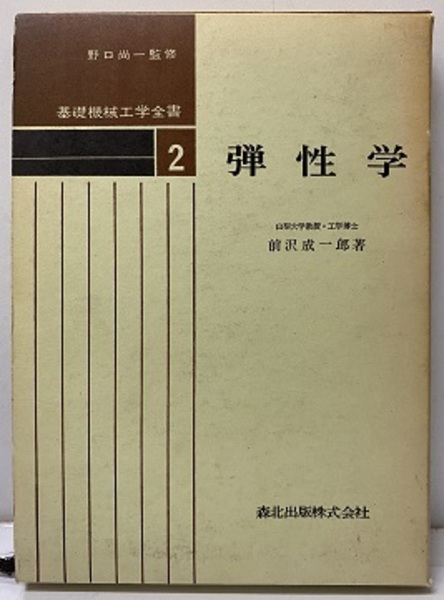 野口尚一監修
基礎機械工学全書
2
弾性学
山梨大学教授・工学博士
前沢成一郎著
森北出版株式会社